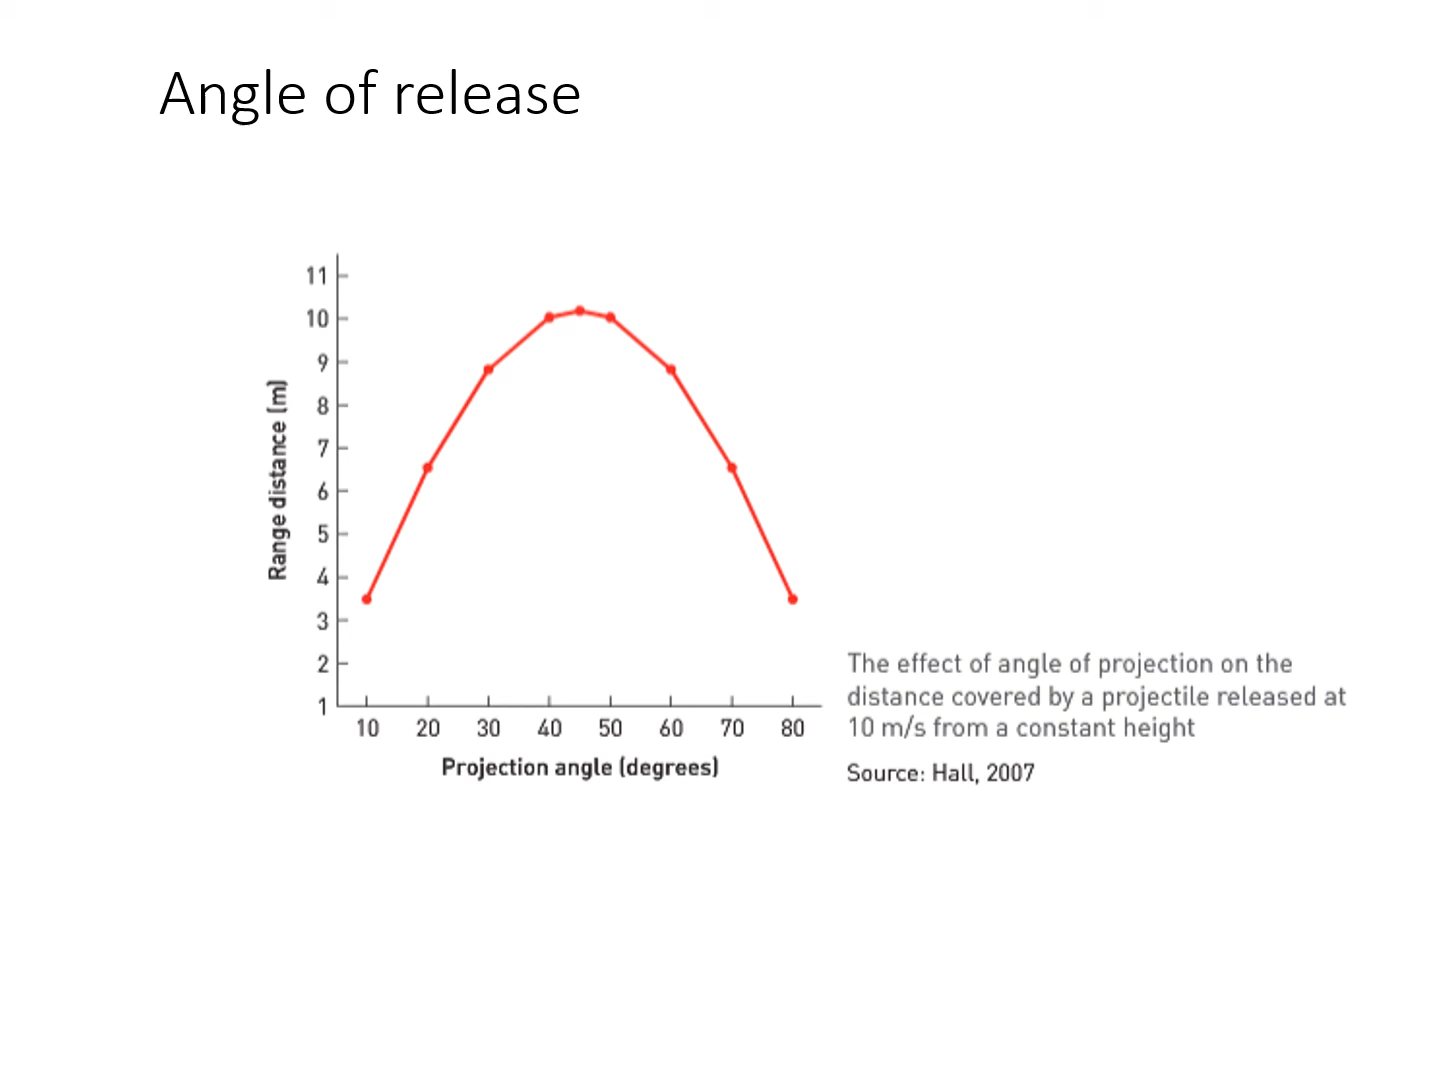 Angle of release
11
10
9
8
7
6
5
4
3
2
1
Range distance (m)
10 20 30 40 50 60 70 80
Projection angle (degrees)
The effect of angle of projection on the
distance covered by a projectile released at
10 m/s from a constant height
Source: Hall, 2007